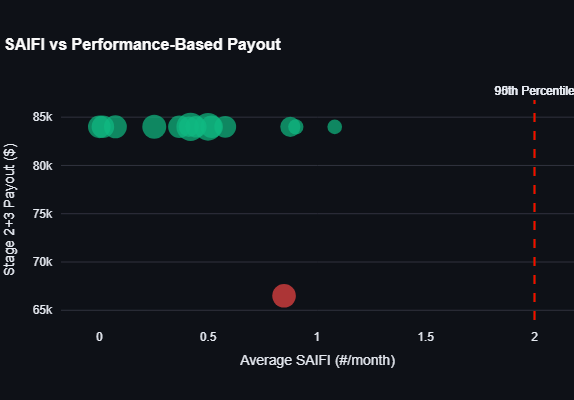 SAIFI vs Performance-Based Payout
Percentile
85k
80k
75k
70k
65k
Stage 2+3 Payout ($)
0
0.5
1
1.5
2
Average SAIFI (#/month)